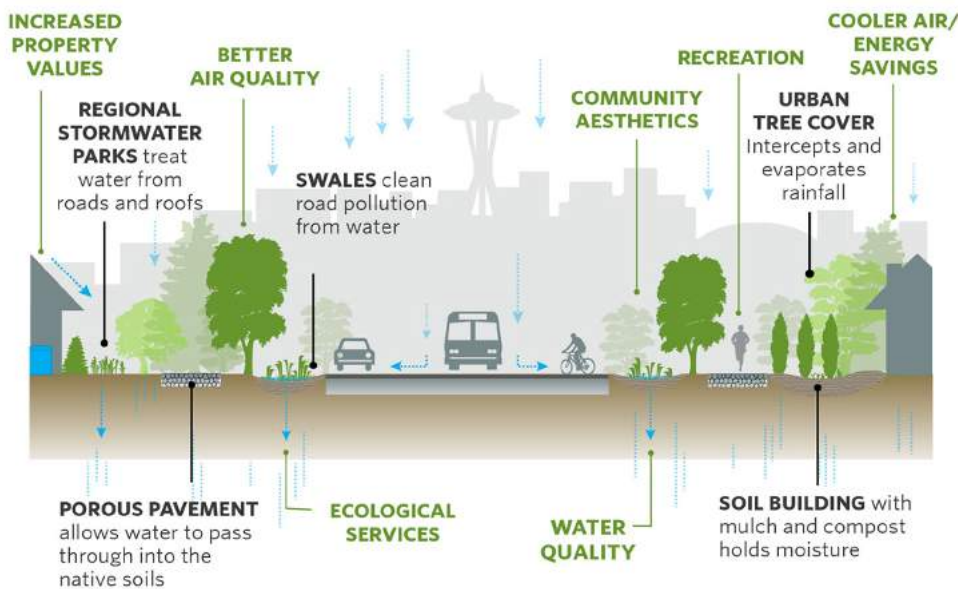 INCREASED
PROPERTY
VALUES
REGIONAL
STORMWATER
PARKS treat
water from
roads and roofs
BETTER
AIR QUALITY
SWALES clean
road pollution
from water
COMMUNITY
AESTHETICS
RECREATION
URBAN
TREE COVER
Intercepts and
evaporates
rainfall
COOLER AIR/
ENERGY
SAVINGS
POROUS PAVEMENT
allows water to pass
through into the
native soils
ECOLOGICAL
SERVICES
WATER
QUALITY
SOIL BUILDING with
mulch and compost
holds moisture